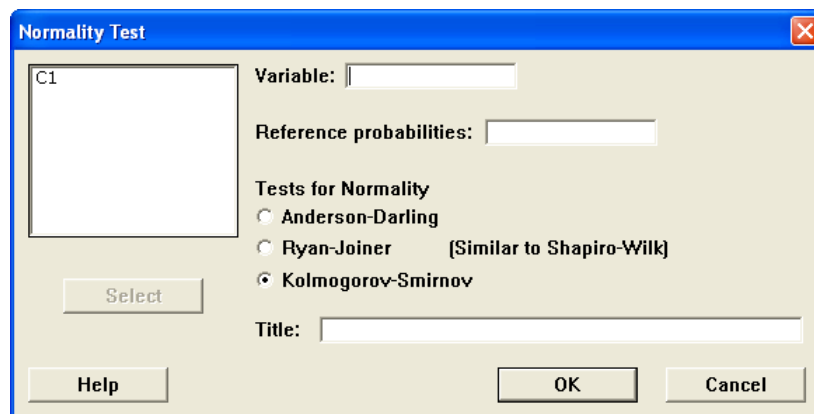 Normality Test
C1
Variable:
Reference probabilities:
Tests for Normality
Anderson-Darling
Ryan-Joiner (Similar to Shapiro-Wilk)
Kolmogorov-Smirnov
Select
Title:
Help
OK
Cancel